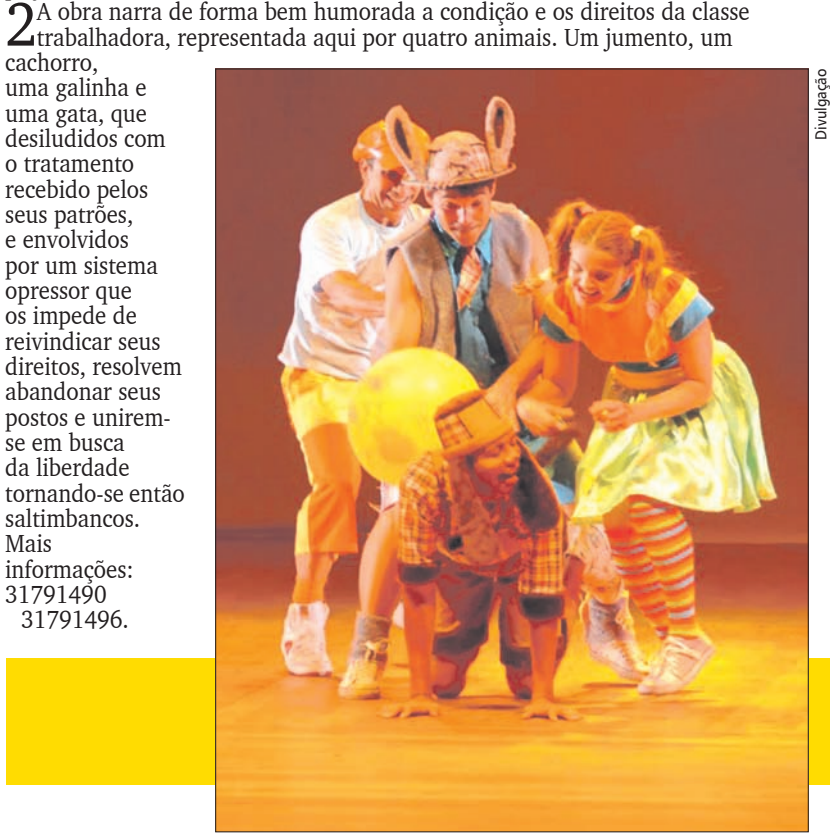 2 A obra narra de forma bem humorada a condição e os direitos da classe
trabalhadora, representada aqui por quatro animais. Um jumento, um
cachorro,
uma galinha e
uma gata, que
desiludidos com
o tratamento
recebido pelos
seus patrões,
e envolvidos
por um sistema
opressor que
os impede de
reivindicar seus
direitos, resolvem
abandonar seus
postos e unirem-
se em busca
da liberdade
tornando-se então
saltimbancos.
Mais
informações:
31791490
31791496.
Divulgação